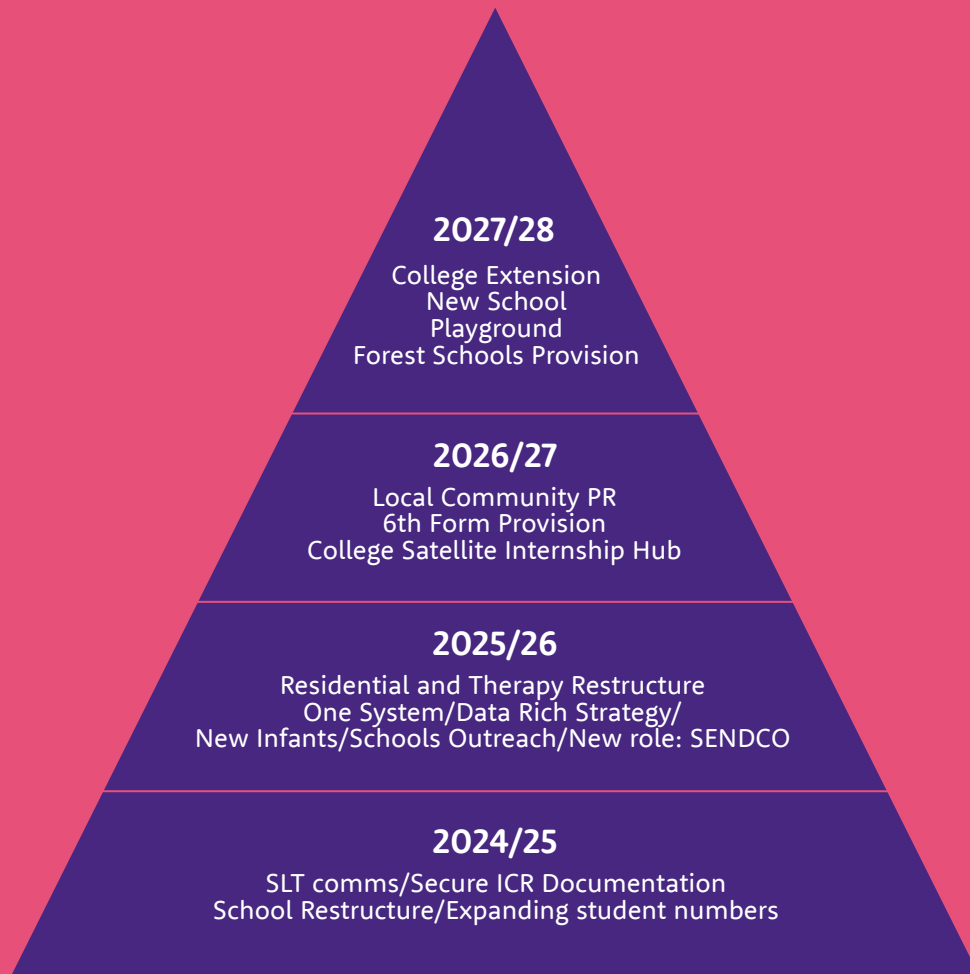 2027/28
College Extension
New School
Playground
Forest Schools Provision
2026/27
Local Community PR
6th Form Provision
College Satellite Internship Hub
2025/26
Residential and Therapy Restructure
One System/Data Rich Strategy/
New Infants/Schools Outreach/New role: SENDCO
2024/25
SLT comms/Secure ICR Documentation
School Restructure/Expanding student numbers